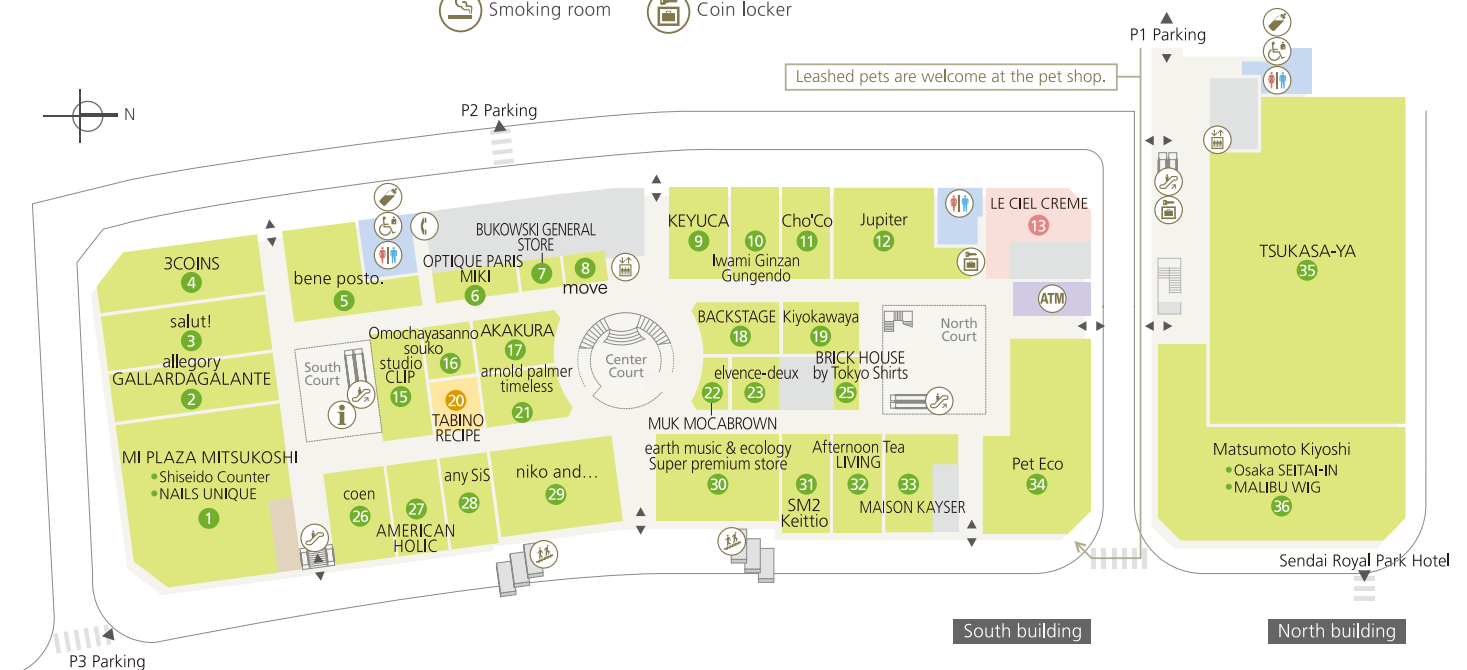 Smoking room
Coin locker
P1 Parking
Leashed pets are welcome at the pet shop.
N
P2 Parking
3COINS
4
salut!
3
allegory
GALLARDAGALANTE
2
MI PLAZA MITSUKOSHI
Shiseido Counter
NAILS UNIQUE
1
bene posto.
5
OPTIQUE PARIS
MIKI
6
BUKOWSKI GENERAL
STORE
7
8
move
KEYUCA
9
10
Iwami Ginzan
Gungendo
Cho'Co
11
Jupiter
12
LE CIEL CREME
13
ATM
South
Court
i
Omochayasanno
souko
16
studio
CLIP
15
AKAKURA
17
arnold palmer
timeless
21
20
TABINO
RECIPE
Center
Court
BACKSTAGE
18
Kiyokawaya
19
elvence-deux
22
23
MUK MOCABROWN
BRICK HOUSE
by Tokyo Shirts
25
North
Court
coen
26
27
AMERICAN
HOLIC
any SiS
28
niko and...
29
earth music & ecology
Super premium store
30
31
SM2
Keittio
Afternoon Tea
LIVING
32
33
MAISON KAYSER
Pet Eco
34
TSUKASA-YA
35
Matsumoto Kiyoshi
Osaka SEITAI-IN
MALIBU WIG
36
Sendai Royal Park Hotel
South building
North building
P3 Parking